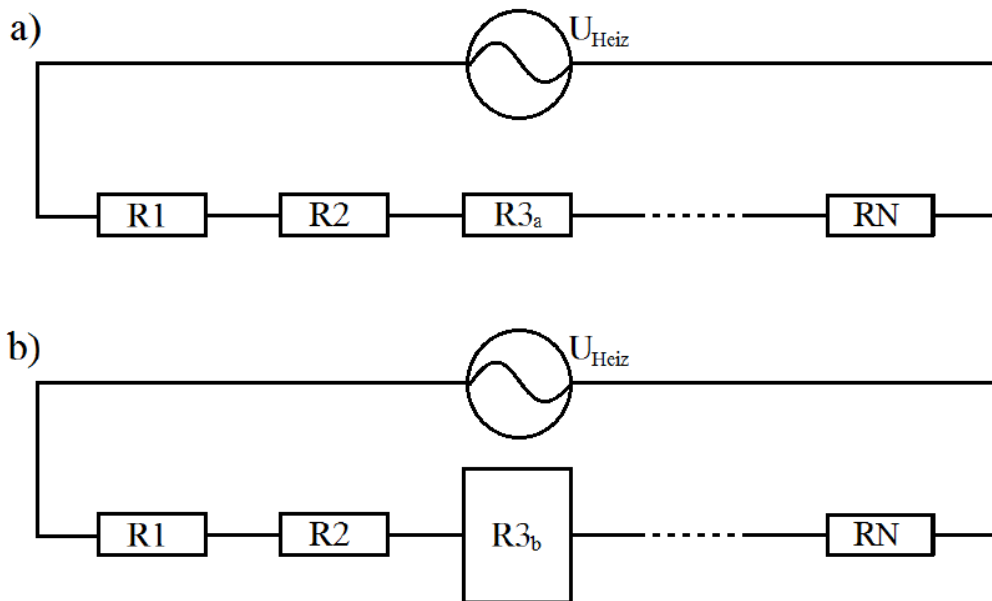 a)
U_Heiz
R1 R2 R3_a RN
b)
U_Heiz
R1 R2 R3_b RN